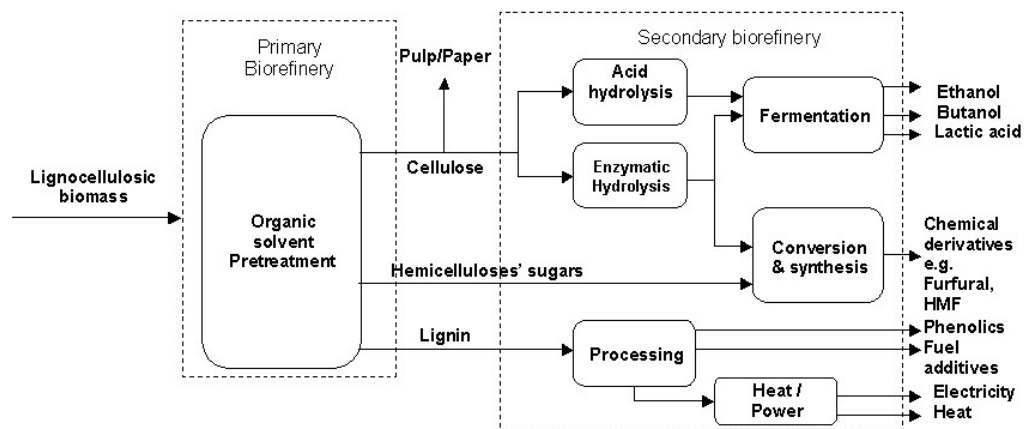 Primary
Biorefinery
Secondary biorefinery
Pulp/Paper
Acid
hydrolysis
Ethanol
Butanol
Lactic acid
Fermentation
Cellulose
Enzymatic
Hydrolysis
Lignocellulosic
biomass
Organic
solvent
Pretreatment
Chemical
derivatives
e.g.
Furfural,
HMF
Conversion
& synthesis
Hemicelluloses' sugars
Lignin
Processing
Phenolics
Fuel
additives
Heat /
Power
Electricity
Heat